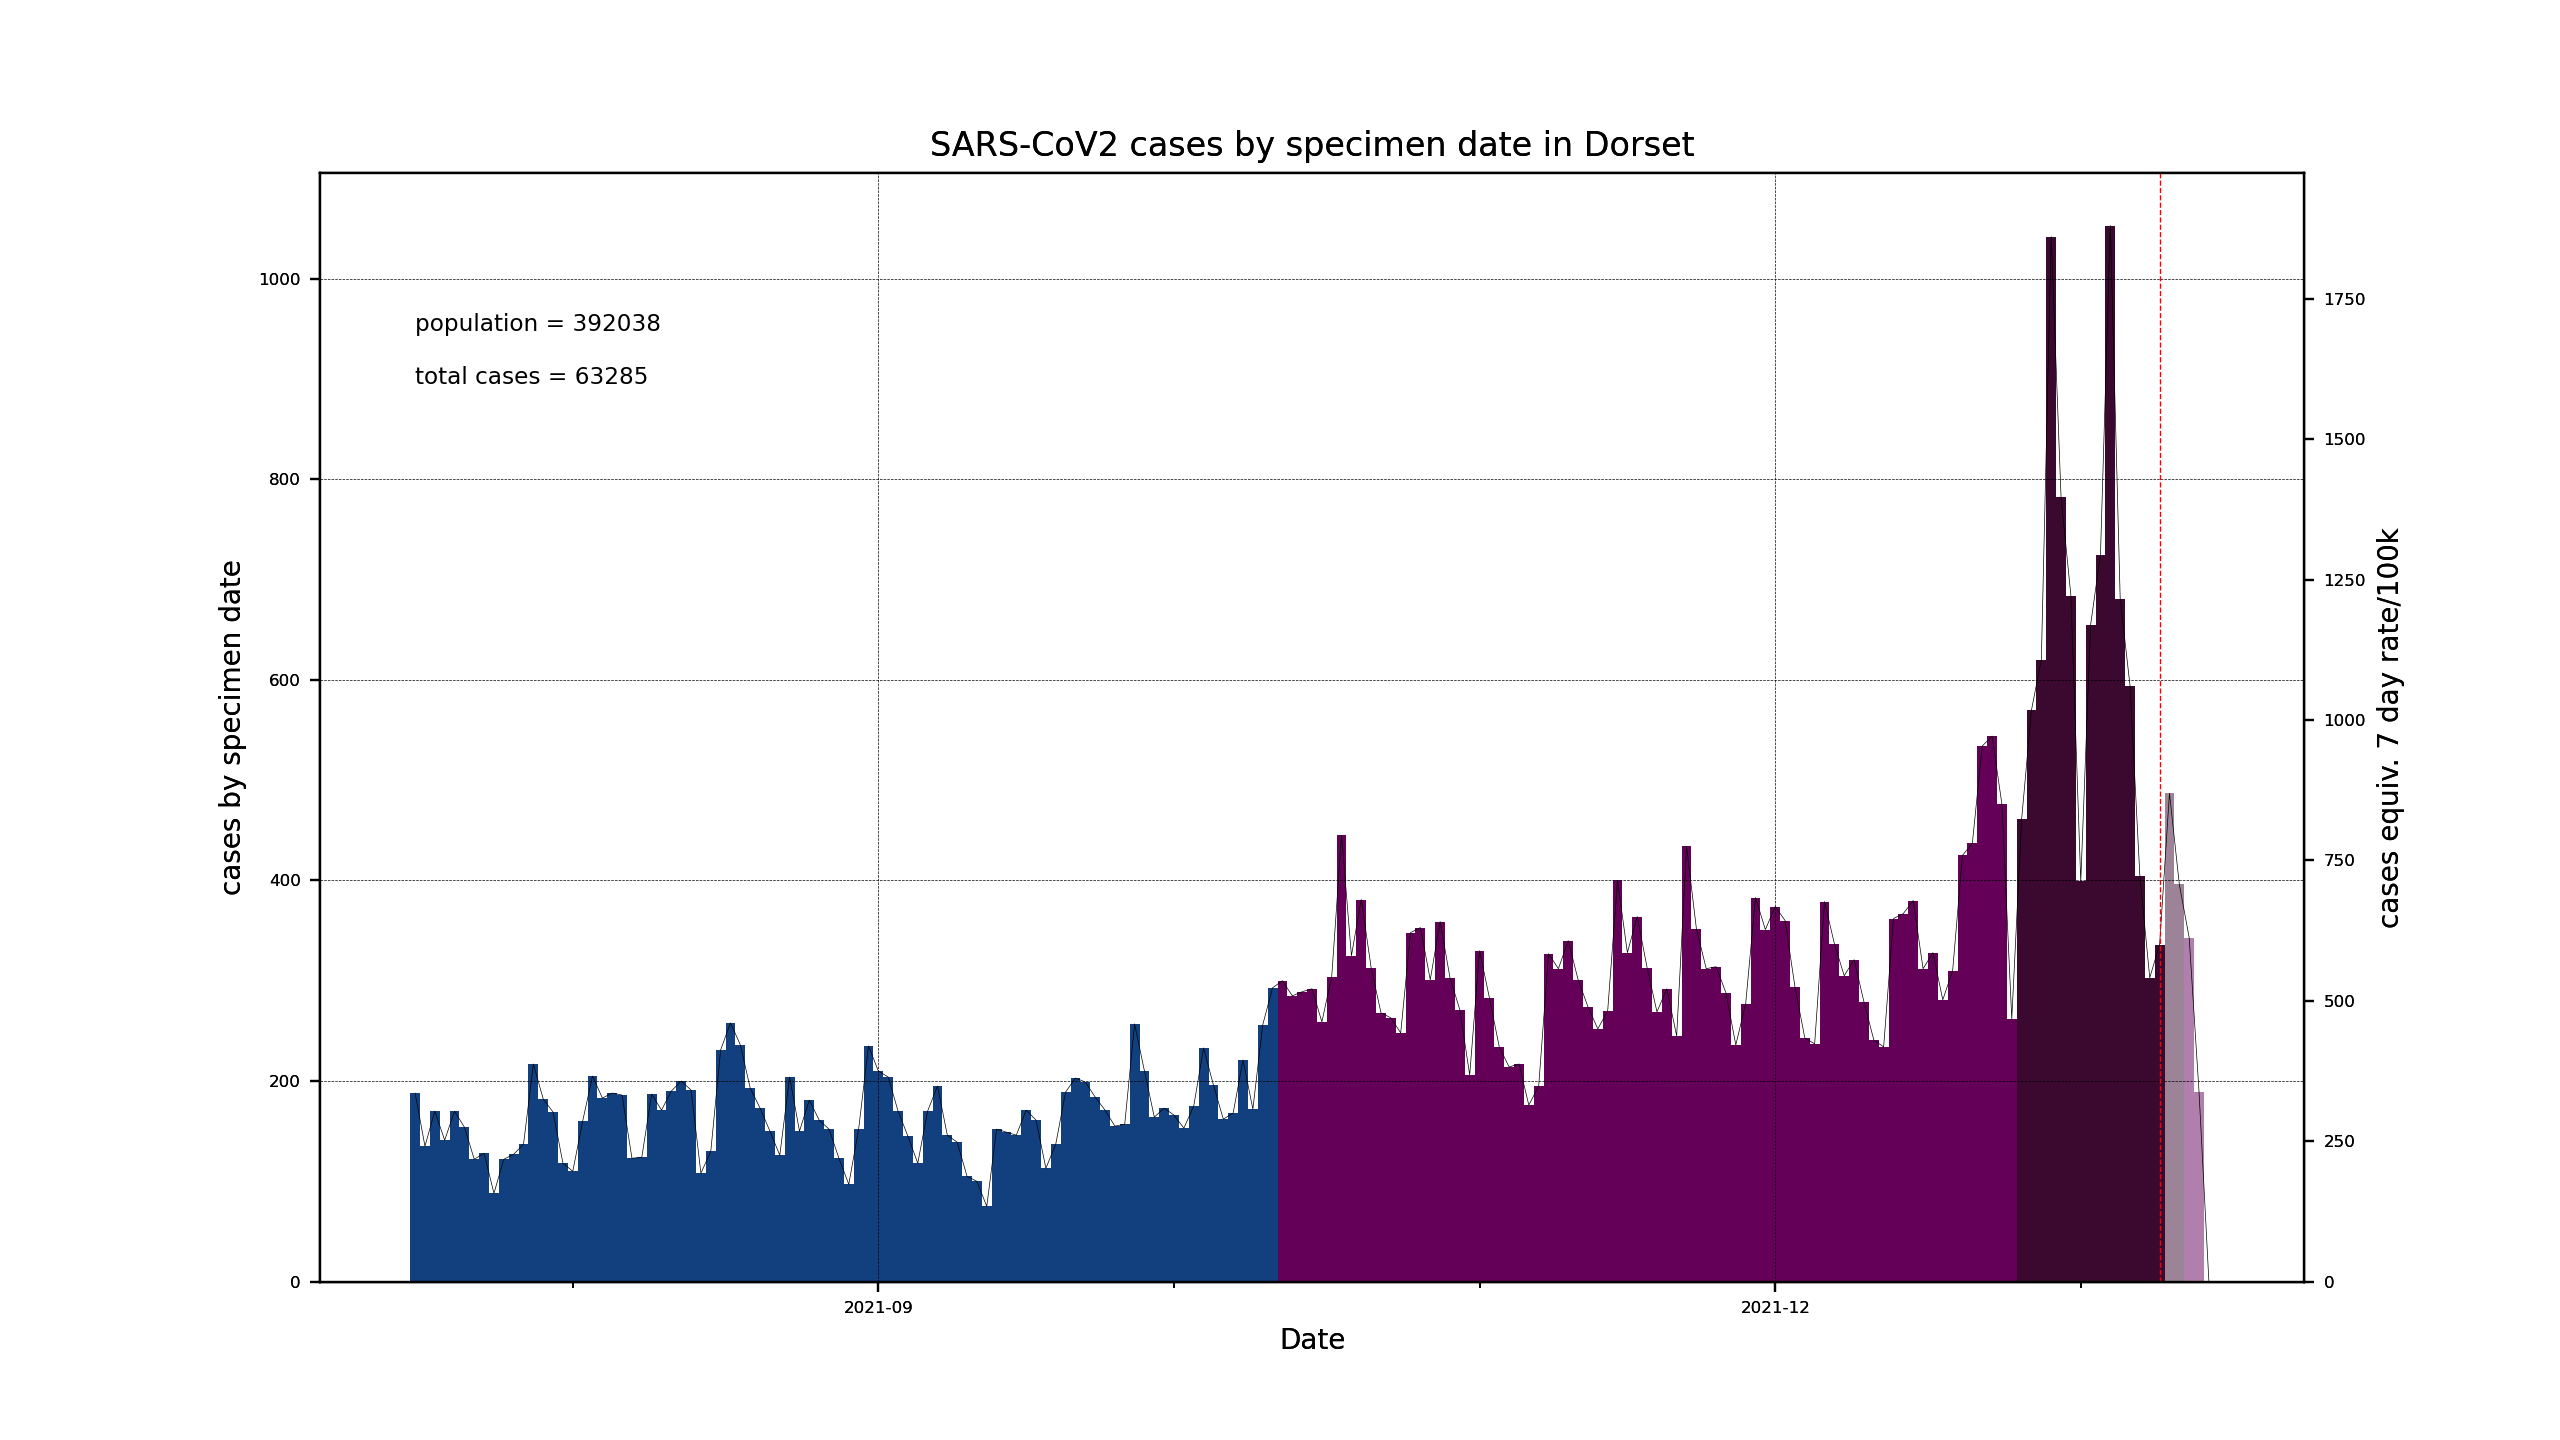 SARS-CoV2 cases by specimen date in Dorset
population = 392038
total cases = 63285
cases by specimen date
1000
800
600
400
200
0
1750
1500
1250
1000
750
500
250
0
cases equiv. 7 day rate/100k
2021-09
2021-12
Date